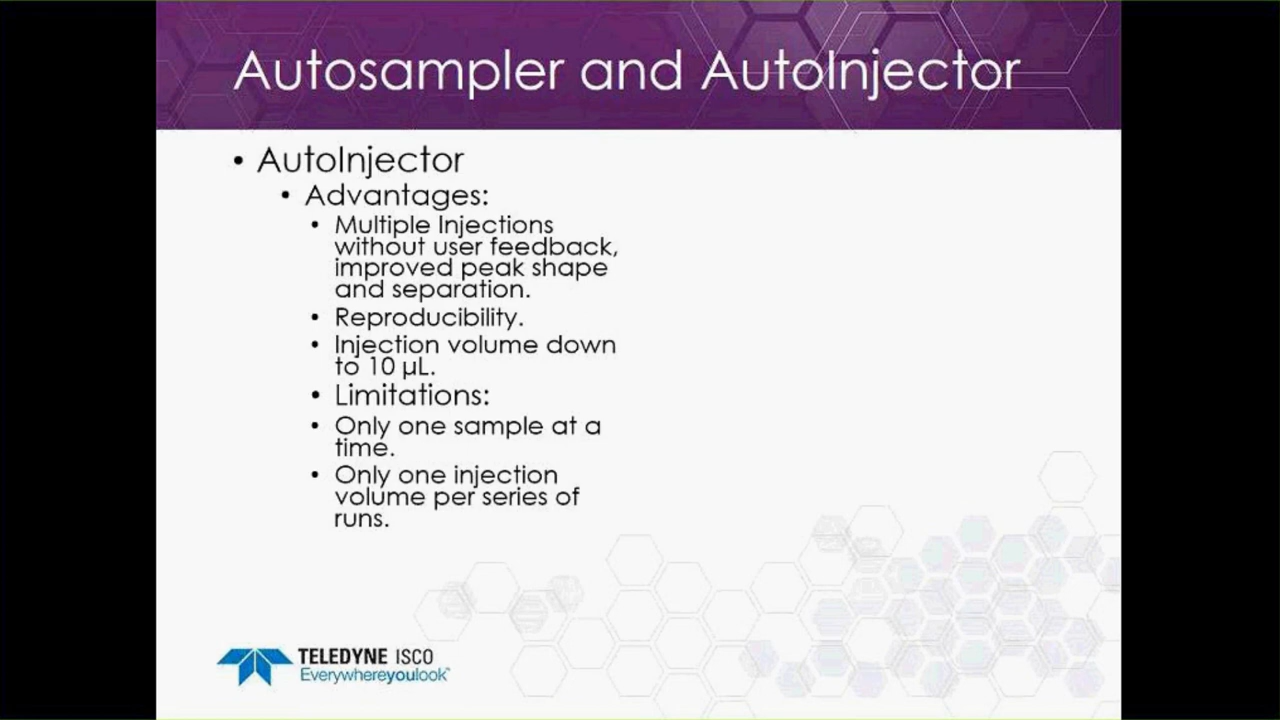 Autosampler and AutoInjector
• AutoInjector
• Advantages:
• Multiple Injections
without user feedback,
improved peak shape
and separation.
• Reproducibility.
• Injection volume down
to 10 µL.
• Limitations:
• Only one sample at a
time.
• Only one injection
volume per series of
runs.
TELEDYNE ISCO
Everywhereyoulook™